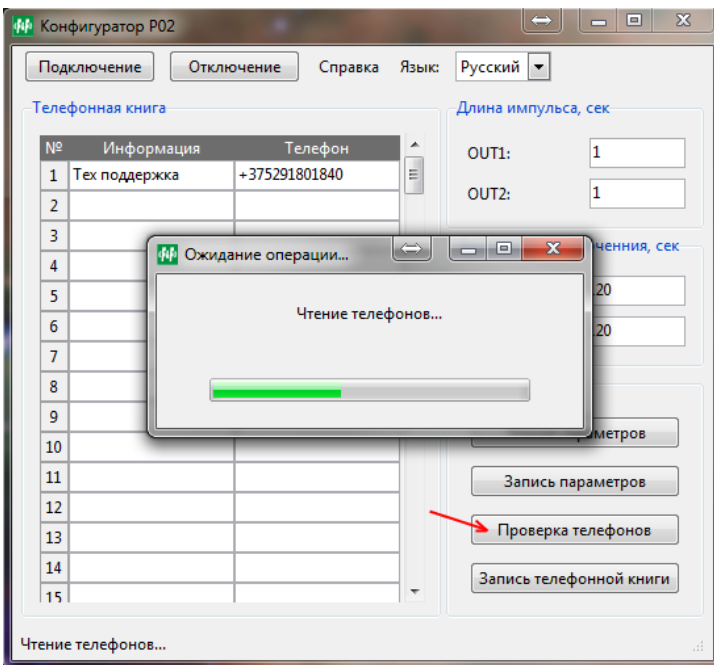 Конфигуратор P02
Подключение Отключение Справка Язык: Русский
Телефонная книга
№ Информация Телефон
1 Тех поддержка +375291801840
2
3
4
5
6
7
8
9
10
11
12
13
14
15
Длина импульса, сек
OUT1: 1
OUT2: 1
ченния, сек
20
20
Ожидание операции...
Чтение телефонов...
раметров
Запись параметров
Проверка телефонов
Запись телефонной книги
Чтение телефонов...